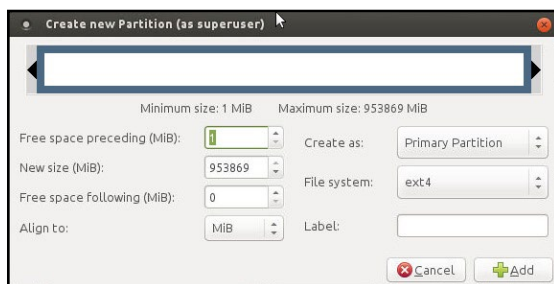 Create new Partition (as superuser)
Minimum size: 1 MiB Maximum size: 953869 MiB
Free space preceding (MiB): 1
New size (MiB): 953869
Free space following (MiB): 0
Align to: MiB
Create as: Primary Partition
File system: ext4
Label:
Cancel Add